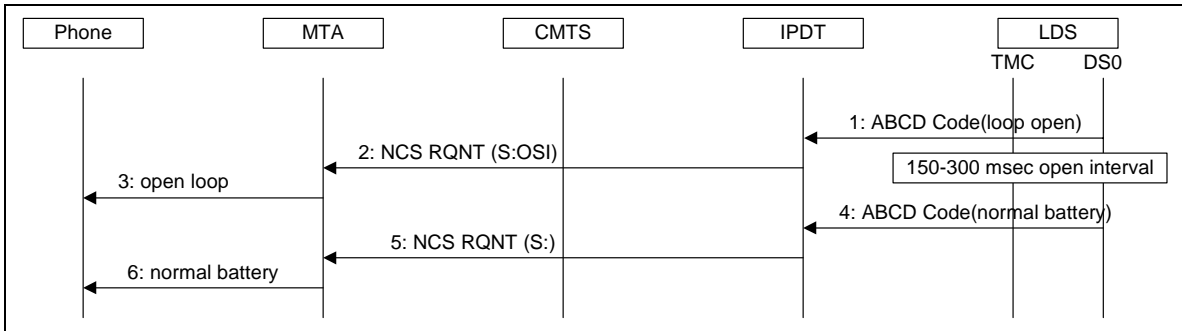 Phone
MTA
CMTS
IPDT
LDS
TMC
DS0
1: ABCD Code(loop open)
2: NCS RQNT (S:OSI)
150-300 msec open interval
3: open loop
4: ABCD Code(normal battery)
5: NCS RQNT (S:)
6: normal battery